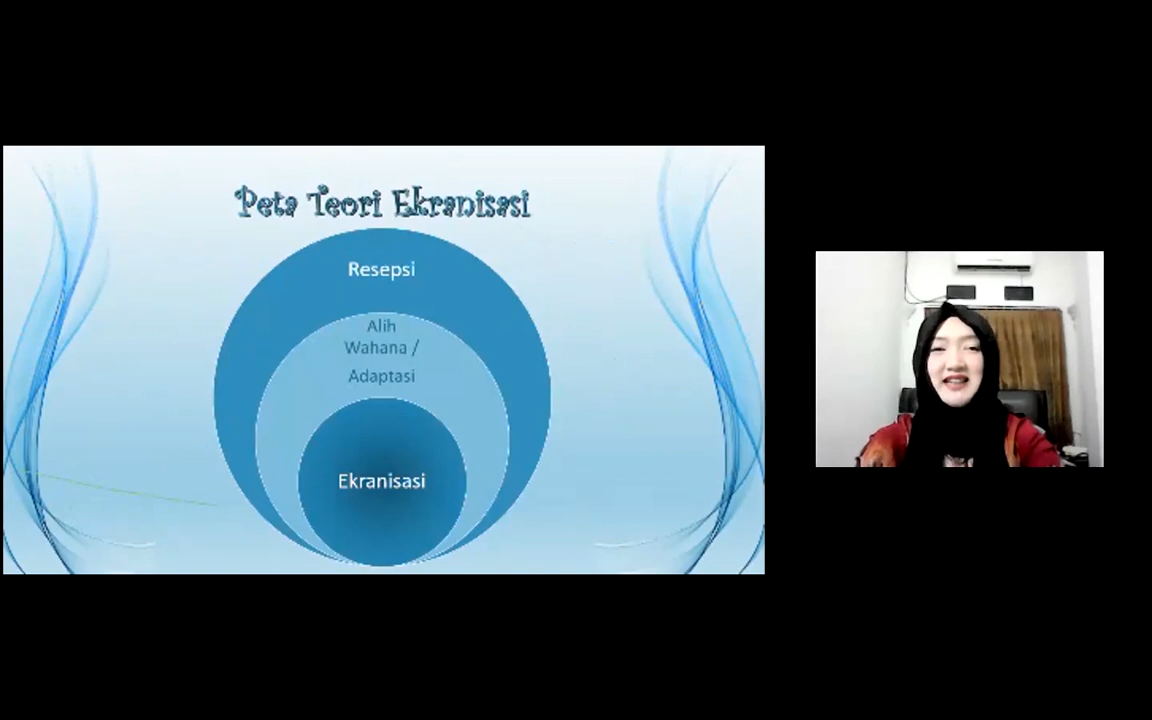 Peta Teori Ekranisasi
Resepsi
Alih
Wahana /
Adaptasi
Ekranisasi